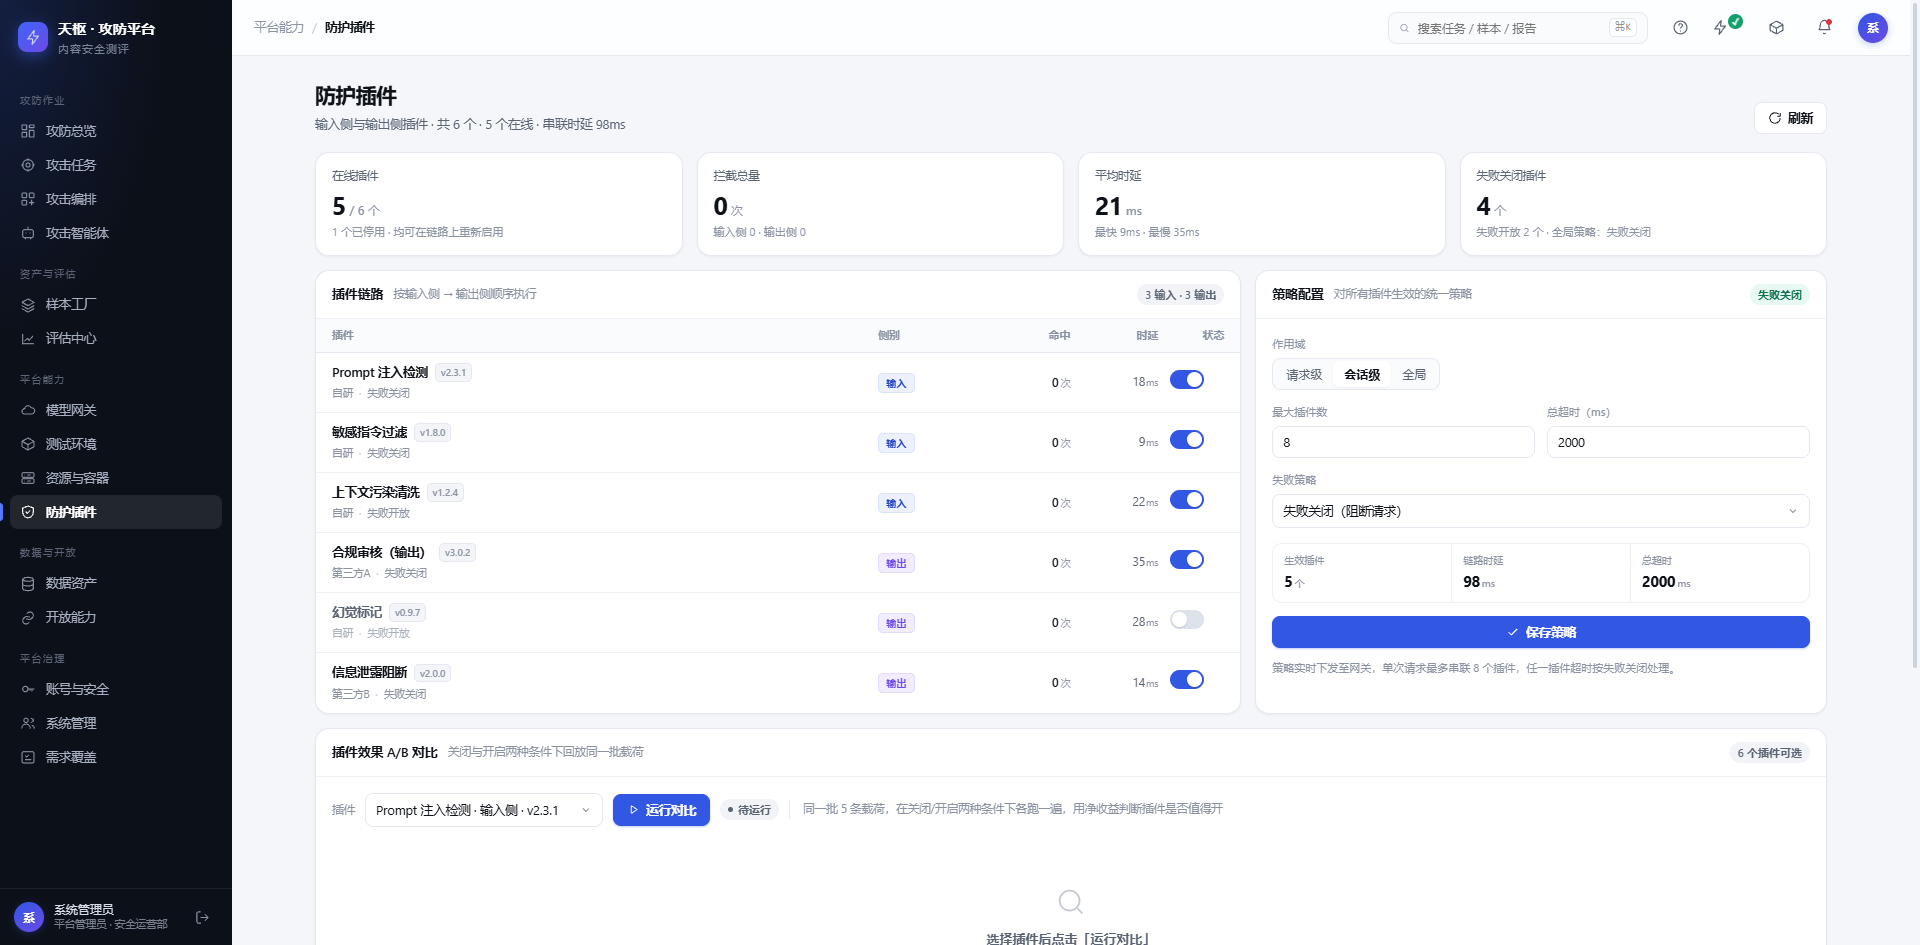 天枢 · 攻防平台
内容安全测评
攻防作业
攻防总览
攻击任务
攻击编排
攻击智能体
资产与评估
样本工厂
评估中心
平台能力
模型网关
测试环境
资源与容器
防护插件
数据与开放
数据资产
开放能力
平台治理
账号与安全
系统管理
需求覆盖
系
系统管理员
平台管理员 · 安全运营部
平台能力 / 防护插件
搜索任务 / 样本 / 报告 ⌘K
系
防护插件
输入侧与输出侧插件 · 共 6 个 · 5 个在线 · 串联时延 98ms
刷新
在线插件
5 / 6 个
1 个已停用 · 均可在链路上重新启用
拦截总量
0 次
输入侧 0 · 输出侧 0
平均时延
21 ms
最快 9ms · 最慢 35ms
失败关闭插件
4 个
失败开放 2 个 · 全局策略：失败关闭
插件链路 按输入侧 → 输出侧顺序执行 3 输入 · 3 输出
插件 侧别 命中 时延 状态
Prompt 注入检测 v2.3.1
自研 · 失败关闭
输入 0 次 18ms
敏感指令过滤 v1.8.0
自研 · 失败关闭
输入 0 次 9ms
上下文污染清洗 v1.2.4
自研 · 失败开放
输入 0 次 22ms
合规审核（输出） v3.0.2
第三方A · 失败关闭
输出 0 次 35ms
幻觉标记 v0.9.7
自研 · 失败开放
输出 0 次 28ms
信息泄露阻断 v2.0.0
第三方B · 失败关闭
输出 0 次 14ms
策略配置 对所有插件生效的统一策略 失败关闭
作用域
请求级 会话级 全局
最大插件数 总超时（ms）
8 2000
失败策略
失败关闭（阻断请求）
生效插件 链路时延 总超时
5 个 98 ms 2000 ms
保存策略
策略实时下发至网关，单次请求最多串联 8 个插件，任一插件超时按失败关闭处理。
插件效果 A/B 对比 关闭与开启两种条件下回放同一批载荷 6 个插件可选
插件 Prompt 注入检测 · 输入侧 · v2.3.1 运行对比 待运行 同一批 5 条载荷，在关闭/开启两种条件下各跑一遍，用净收益判断插件是否值得开
选择插件后点击「运行对比」